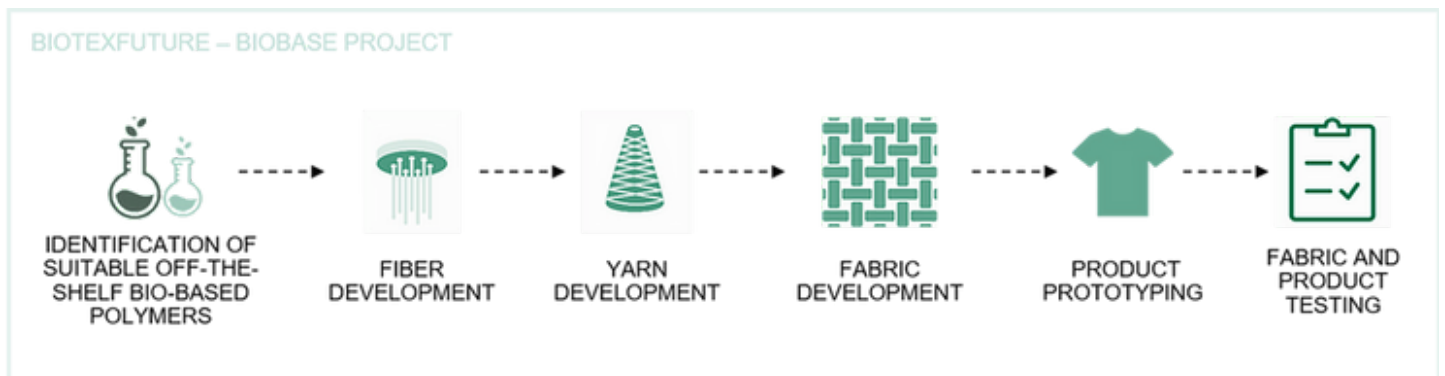 BIOTEXFUTURE – BIOBASE PROJECT
IDENTIFICATION OF
SUITABLE OFF-THE-
SHELF BIO-BASED
POLYMERS
FIBER
DEVELOPMENT
YARN
DEVELOPMENT
FABRIC
DEVELOPMENT
PRODUCT
PROTOTYPING
FABRIC AND
PRODUCT
TESTING